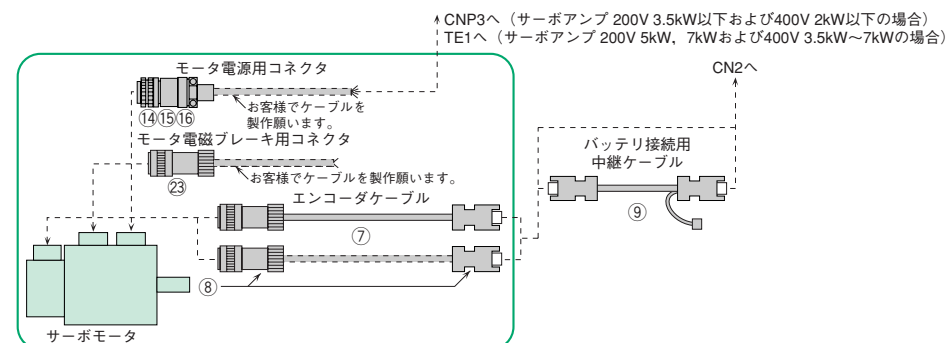 CNP3へ（サーボアンプ 200V 3.5kW以下および400V 2kW以下の場合）
TE1へ（サーボアンプ 200V 5kW，7kWおよび400V 3.5kW～7kWの場合）
CN2へ
モータ電源用コネクタ
お客様でケーブルを
製作願います。
⑭⑮⑯
モータ電磁ブレーキ用コネクタ
お客様でケーブルを製作願います。
㉓
バッテリ接続用
中継ケーブル
⑨
エンコーダケーブル
⑦
⑧
サーボモータ